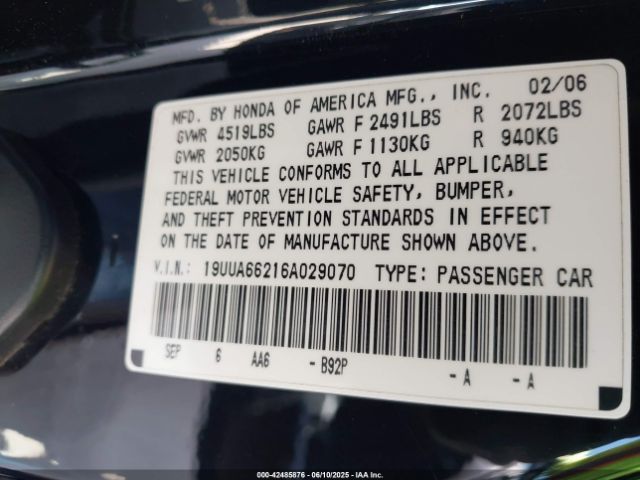 MFD. BY HONDA OF AMERICA MFG., INC. 02/06
GVWR 4519LBS GAWR F 2491LBS R 2072LBS
GVWR 2050KG GAWR F 1130KG R 940KG
THIS VEHICLE CONFORMS TO ALL APPLICABLE
FEDERAL MOTOR VEHICLE SAFETY, BUMPER,
AND THEFT PREVENTION STANDARDS IN EFFECT
ON THE DATE OF MANUFACTURE SHOWN ABOVE.
V.I.N.: 19UUA66216A029070 TYPE: PASSENGER CAR
SEP 6 AA6 - B92P - A - A
000-42485876 - 06/10/2025 - IAA Inc.